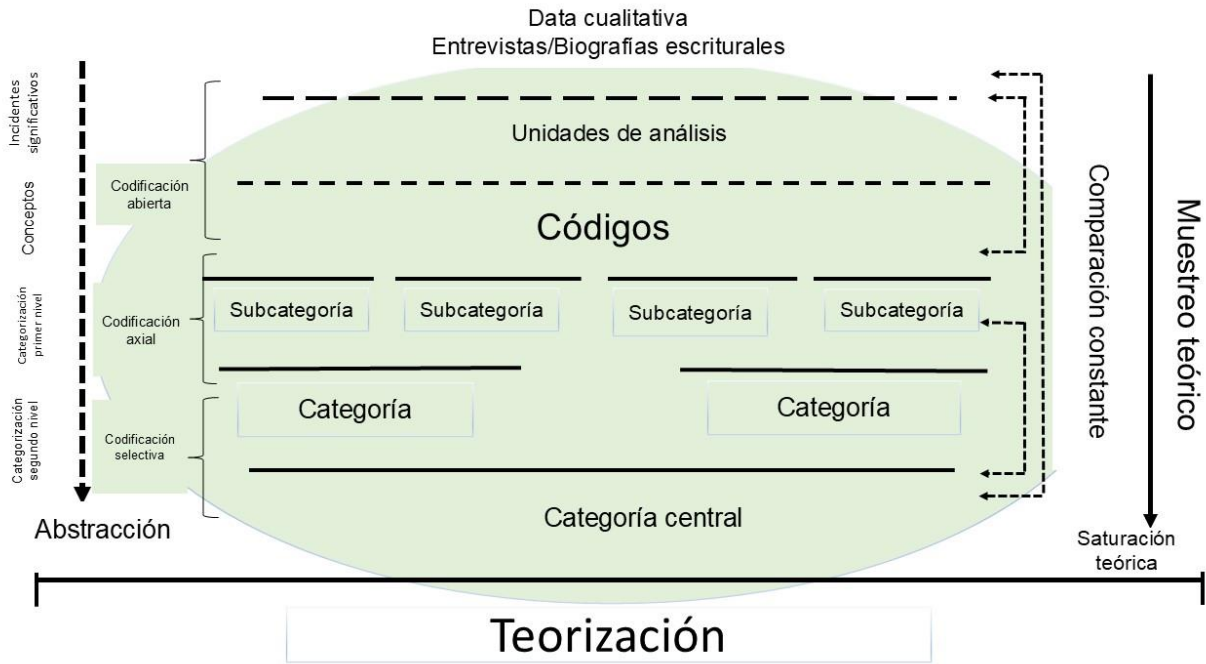 Data cualitativa
Entrevistas/Biografías escriturales
Incidentes
significativos
Unidades de análisis
Codificación
abierta
Conceptos
Códigos
Categorización
primer nivel
Codificación
axial
Subcategoría
Subcategoría
Subcategoría
Subcategoría
Categorización
segundo nivel
Codificación
selectiva
Categoría
Categoría
Categoría central
Abstracción
Comparación constante
Muestreo teórico
Saturación
teórica
Teorización